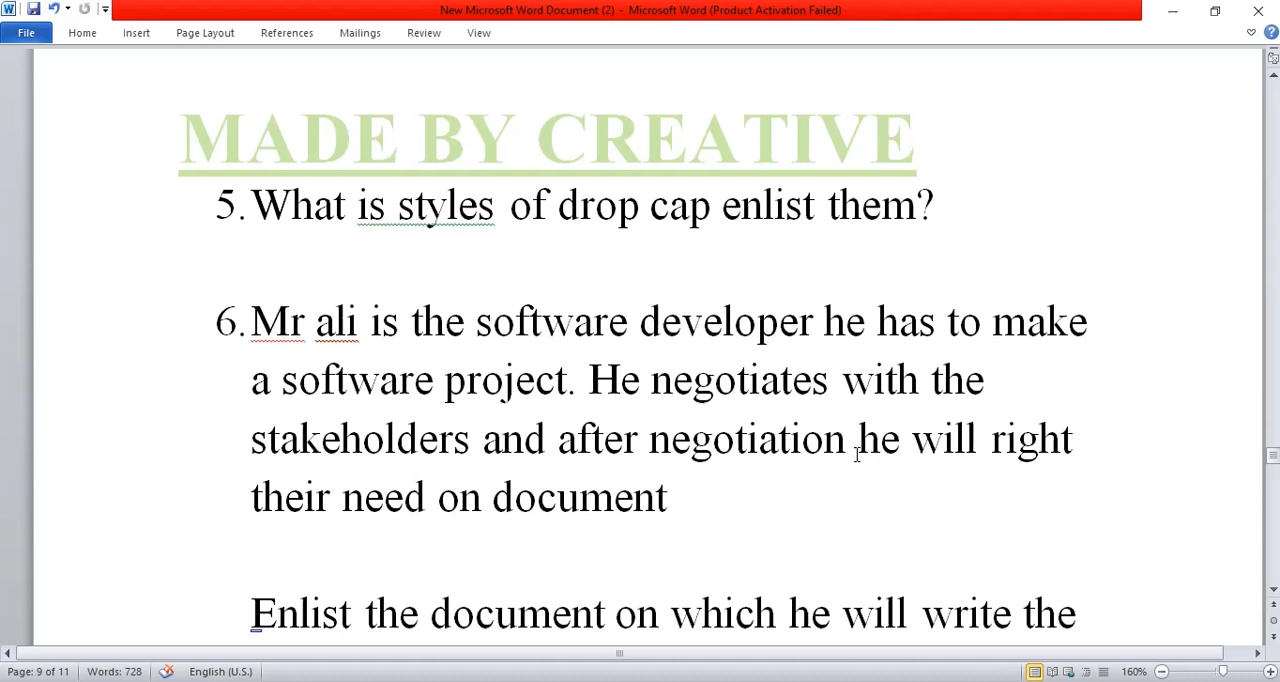 New Microsoft Word Document (2) - Microsoft Word (Product Activation Failed)
File Home Insert Page Layout References Mailings Review View
MADE BY CREATIVE
5. What is styles of drop cap enlist them?
6. Mr ali is the software developer he has to make
a software project. He negotiates with the
stakeholders and after negotiation he will right
their need on document
Enlist the document on which he will write the
Page: 9 of 11 Words: 728 English (U.S.) 160%